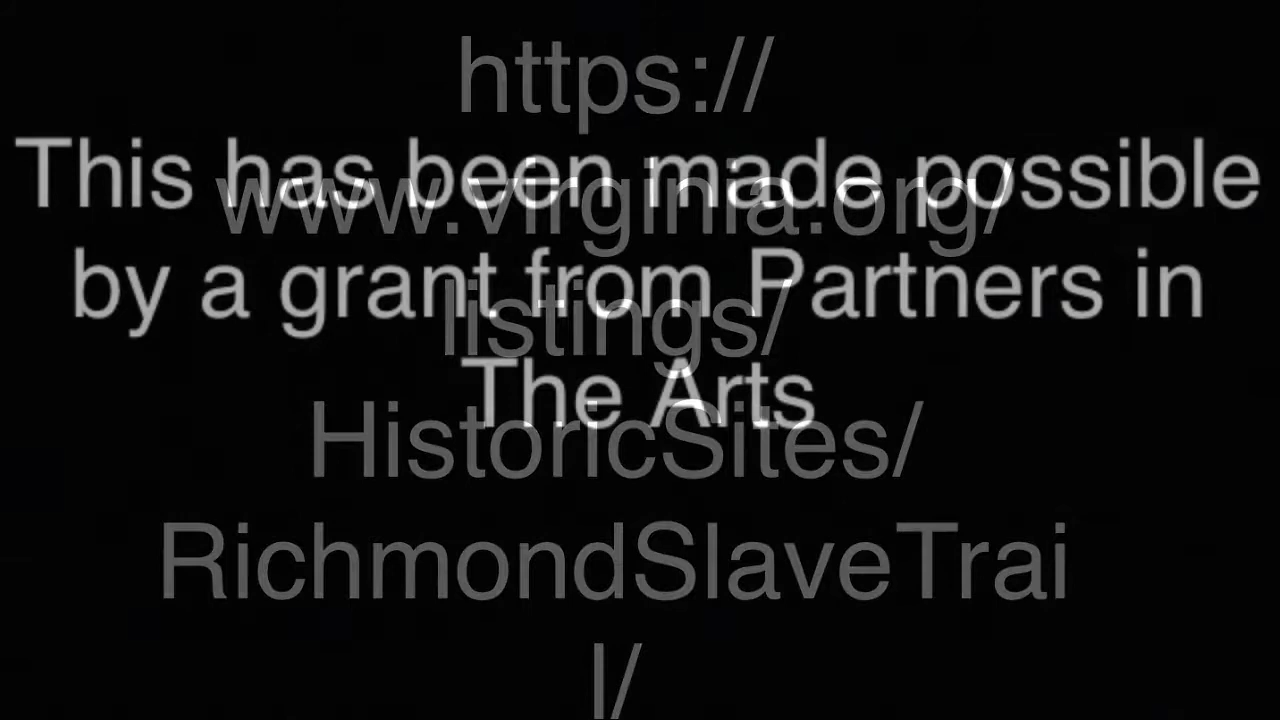 https://
This has been made possible
www.virginia.org/
by a grant from Partners in
listings/
The Arts
HistoricSites/
RichmondSlaveTrai
l/